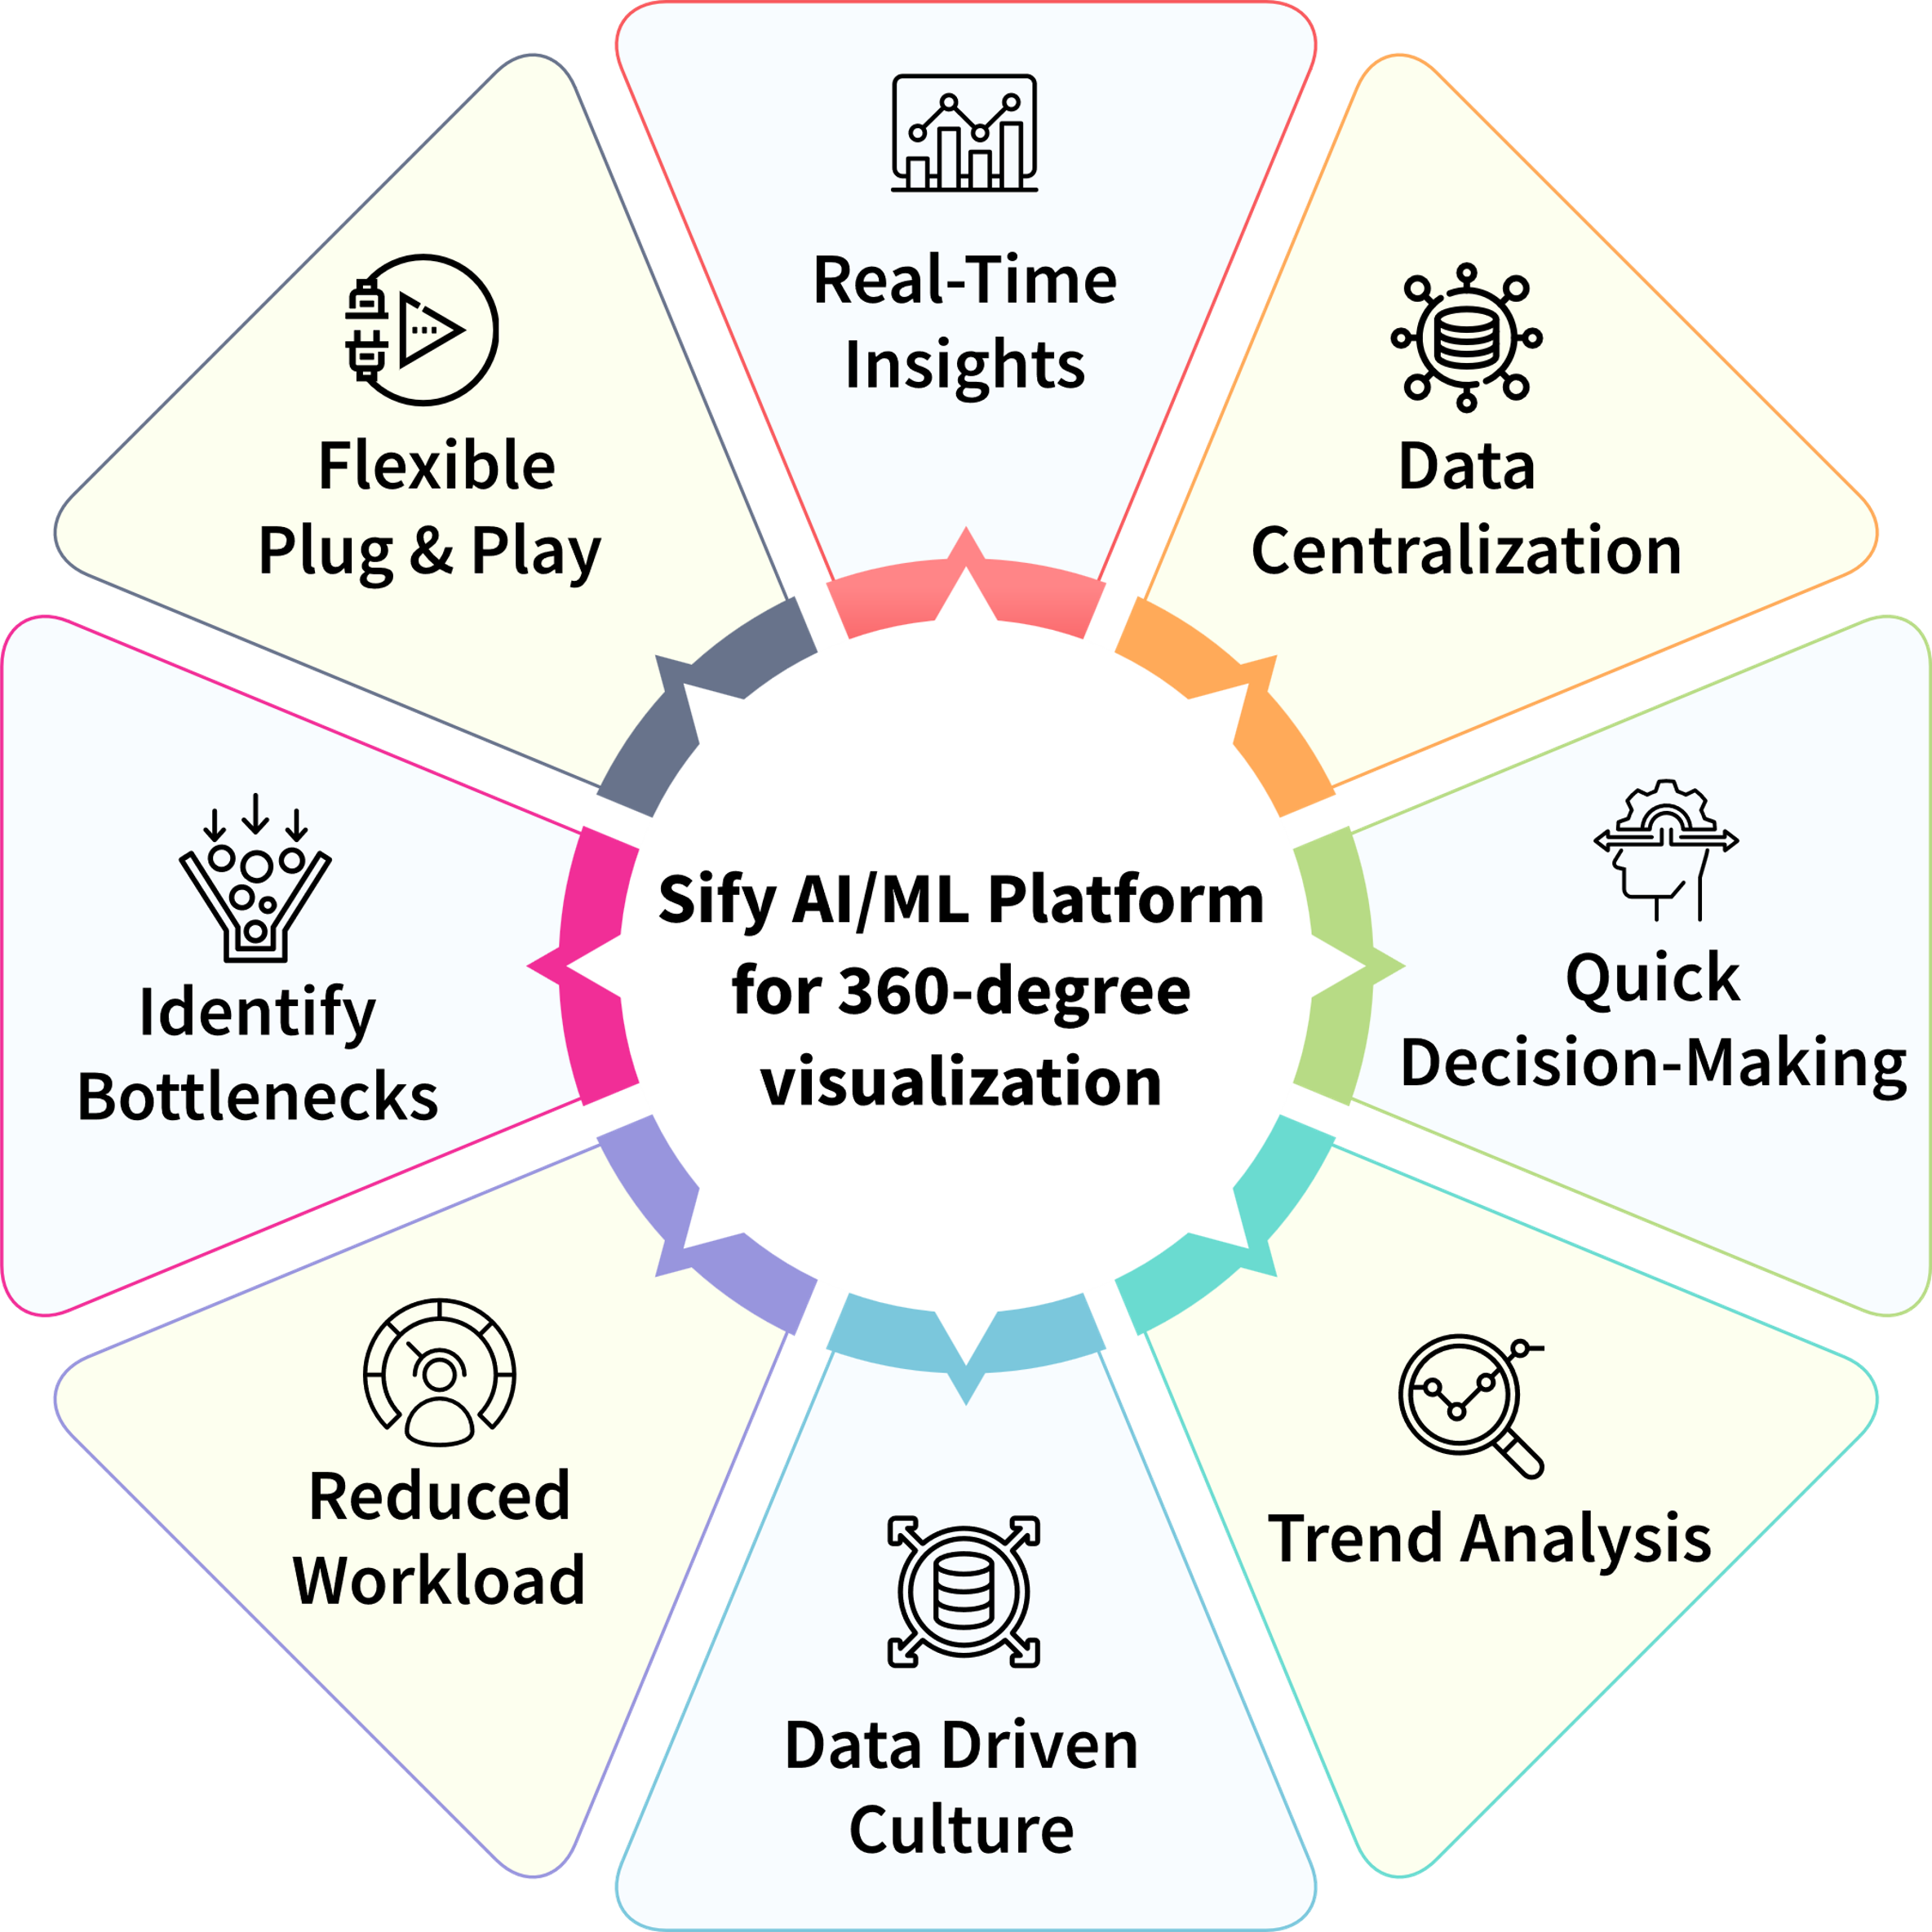 Real-Time
Insights
Data
Centralization
Quick
Decision-Making
Trend Analysis
Data Driven
Culture
Reduced
Workload
Identify
Bottlenecks
Flexible
Plug & Play
Sify AI/ML Platform
for 360-degree
visualization